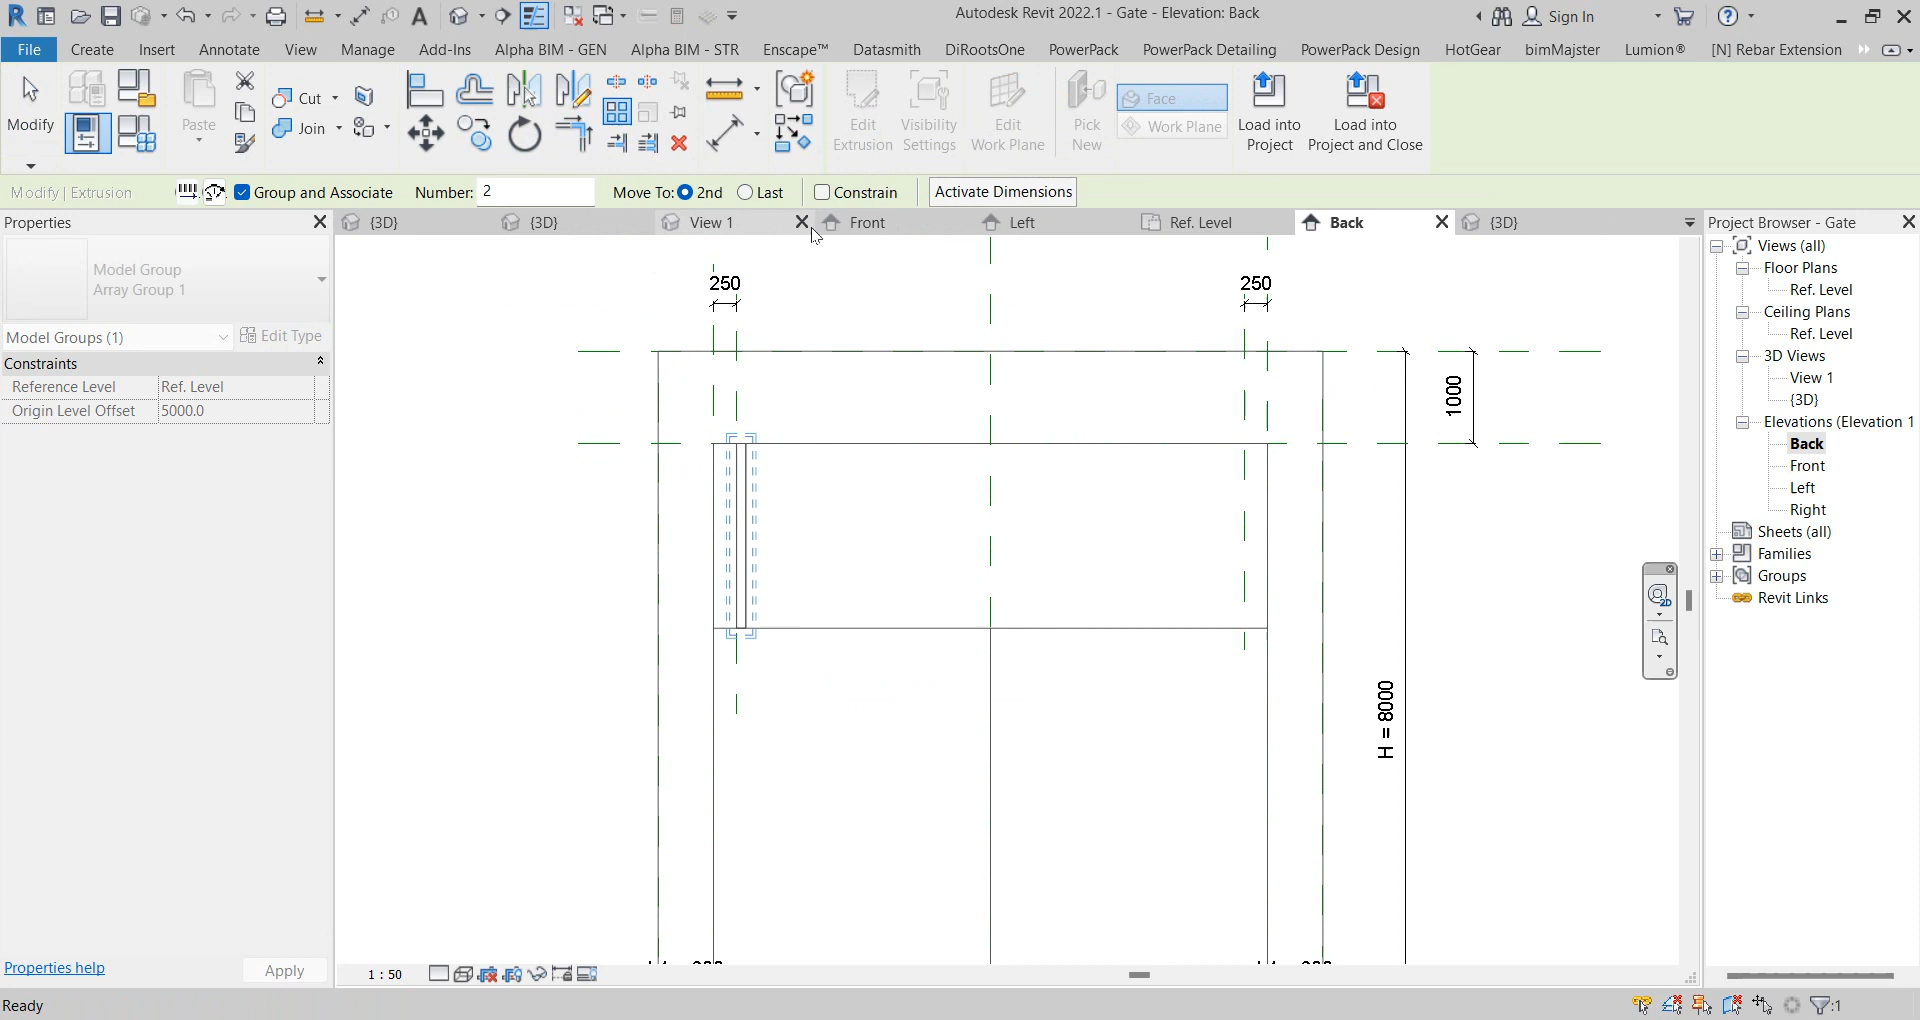 Autodesk Revit 2022.1 - Gate - Elevation: Back
Sign In
File Create Insert Annotate View Manage Add-Ins Alpha BIM - GEN Alpha BIM - STR Enscape™ Datasmith DiRootsOne PowerPack PowerPack Detailing PowerPack Design HotGear bimMajster Lumion® [N] Rebar Extension
Modify
Paste
Cut
Join
Edit Extrusion
Visibility Settings
Edit Work Plane
Pick New
Face
Work Plane
Load into Project
Load into Project and Close
Modify | Extrusion
Group and Associate
Number: 2
Move To: 2nd Last
Constrain
Activate Dimensions
Properties
{3D} {3D} View 1 Front Left Ref. Level Back {3D}
Model Group
Array Group 1
Model Groups (1)
Edit Type
Constraints
Reference Level Ref. Level
Origin Level Offset 5000.0
Properties help
Apply
250
250
1000
H = 8000
2D
1 : 50
Project Browser - Gate
Views (all)
Floor Plans
Ref. Level
Ceiling Plans
Ref. Level
3D Views
View 1
{3D}
Elevations (Elevation 1
Back
Front
Left
Right
Sheets (all)
Families
Groups
Revit Links
Ready
:1